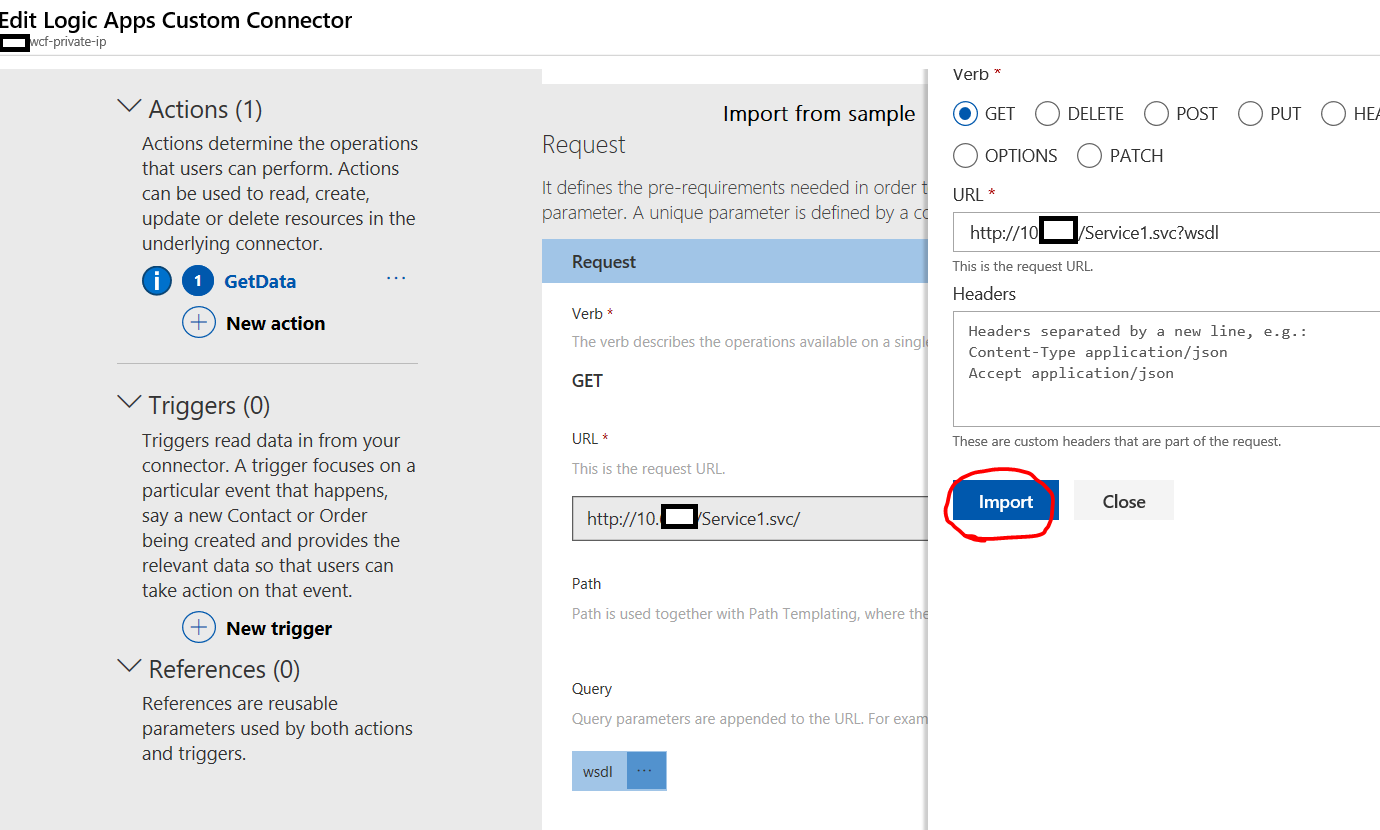 Edit Logic Apps Custom Connector
wcf-private-ip
Actions (1)
Actions determine the operations
that users can perform. Actions
can be used to read, create,
update or delete resources in the
underlying connector.
i 1 GetData ...
New action
Triggers (0)
Triggers read data in from your
connector. A trigger focuses on a
particular event that happens,
say a new Contact or Order
being created and provides the
relevant data so that users can
take action on that event.
New trigger
References (0)
References are reusable
parameters used by both actions
and triggers.
Import from sample
Request
It defines the pre-requirements needed in order t
parameter. A unique parameter is defined by a co
Request
Verb *
The verb describes the operations available on a single
GET
URL *
This is the request URL.
http://10. /Service1.svc/
Path
Path is used together with Path Templating, where the
Query
Query parameters are appended to the URL. For exam
wsdl ...
Verb *
GET DELETE POST PUT HEA
OPTIONS PATCH
URL *
http://10 /Service1.svc?wsdl
This is the request URL.
Headers
Headers separated by a new line, e.g.:
Content-Type application/json
Accept application/json
These are custom headers that are part of the request.
Import Close